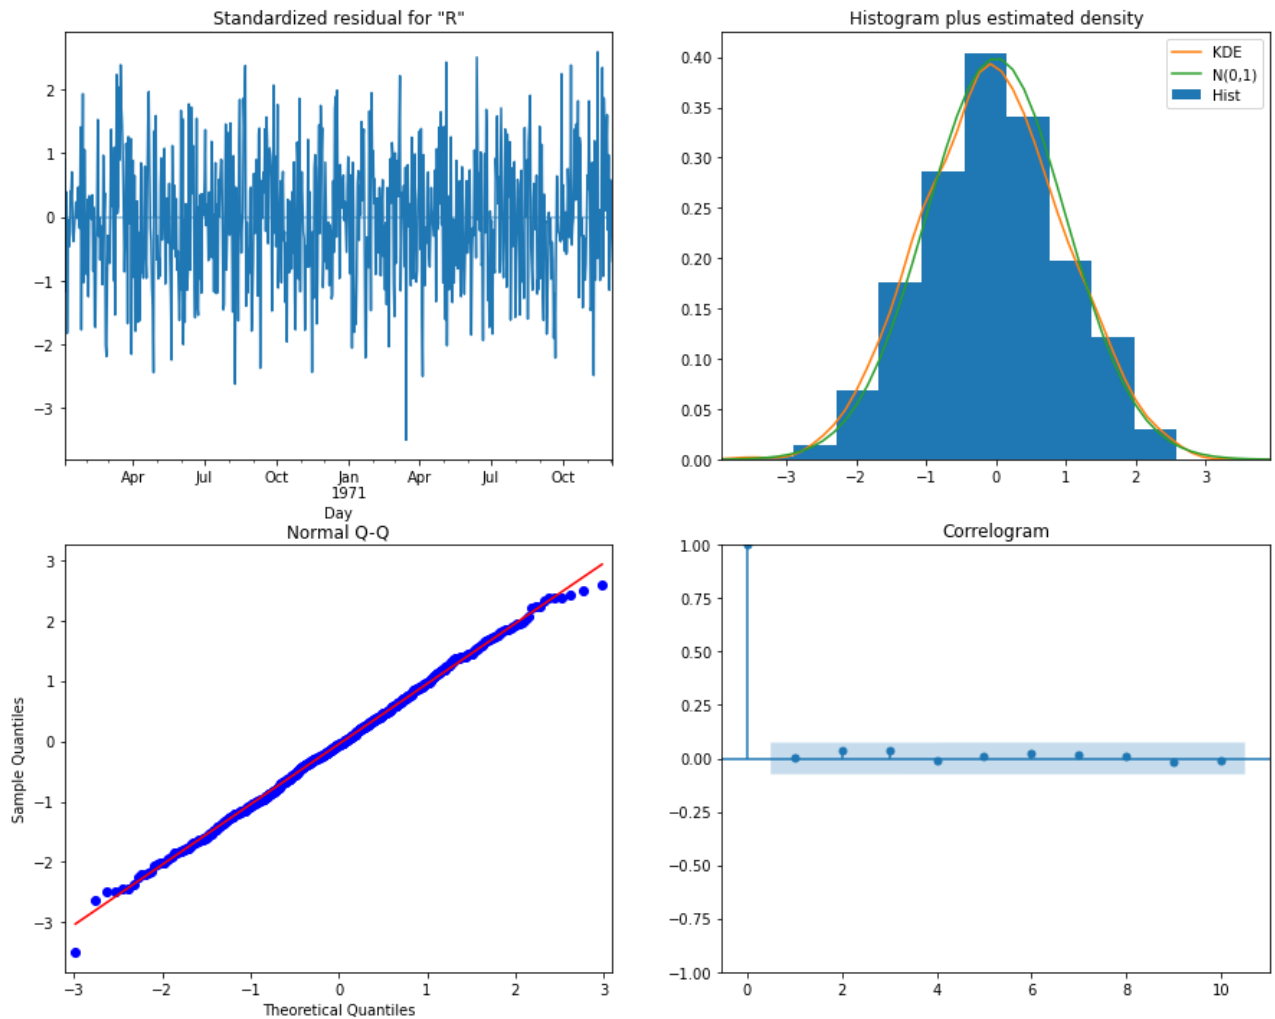 Standardized residual for "R"
2
1
0
−1
−2
−3
Apr Jul Oct Jan Apr Jul Oct
1971
Day
Histogram plus estimated density
KDE
N(0,1)
Hist
0.40
0.35
0.30
0.25
0.20
0.15
0.10
0.05
0.00
−3 −2 −1 0 1 2 3
Normal Q-Q
Sample Quantiles
3
2
1
0
−1
−2
−3
−3 −2 −1 0 1 2 3
Theoretical Quantiles
Correlogram
1.00
0.75
0.50
0.25
0.00
−0.25
−0.50
−0.75
−1.00
0 2 4 6 8 10